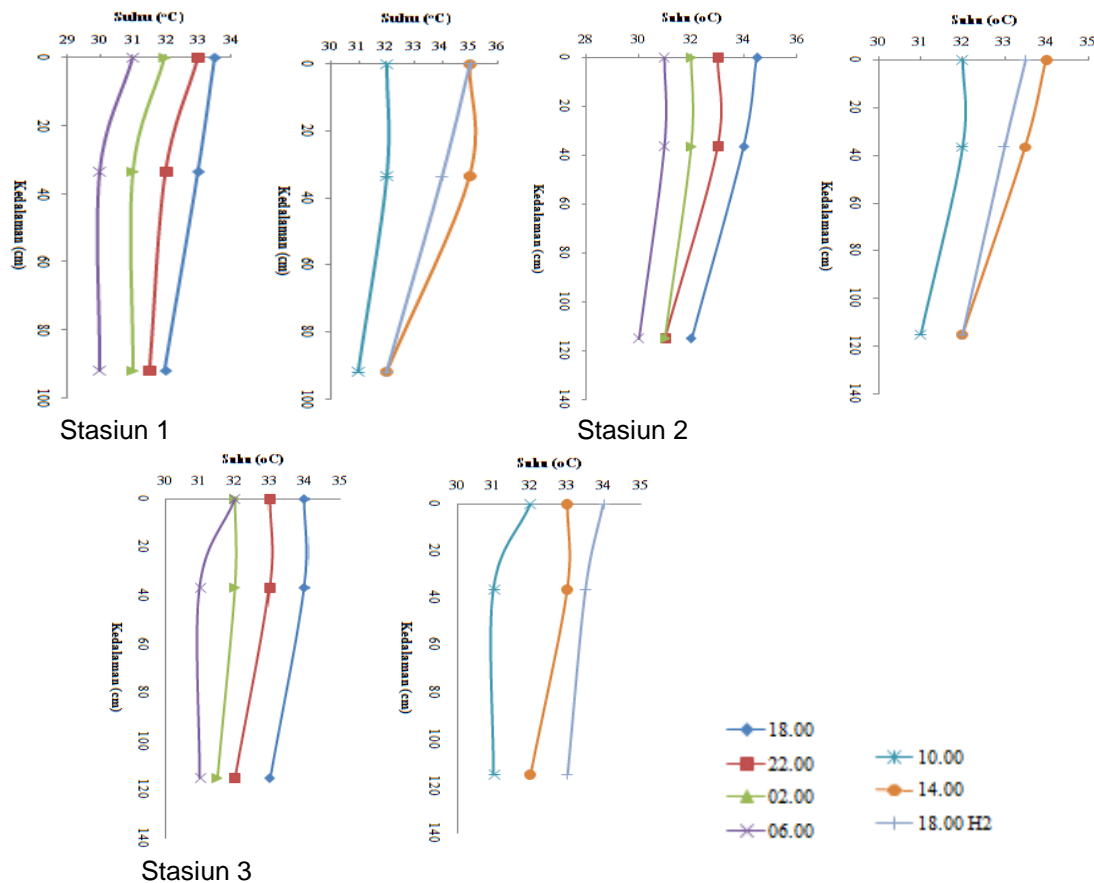 Suhu (°C)
29 30 31 32 33 34
0
20
40
60
80
100
Kedalaman (cm)
Suhu (°C)
30 31 32 33 34 35 36
0
20
40
60
80
100
Kedalaman (cm)
Stasiun 1
Suhu (oC)
28 30 32 34 36
0
20
40
60
80
100
120
140
Kedalaman (cm)
Suhu (oC)
30 31 32 33 34 35
0
20
40
60
80
100
120
140
Kedalaman (cm)
Stasiun 2
Suhu (oC)
30 31 32 33 34 35
0
20
40
60
80
100
120
140
Kedalaman (cm)
Suhu (oC)
30 31 32 33 34 35
0
20
40
60
80
100
120
140
Kedalaman (cm)
Stasiun 3
18.00
22.00
02.00
06.00
10.00
14.00
18.00 H2